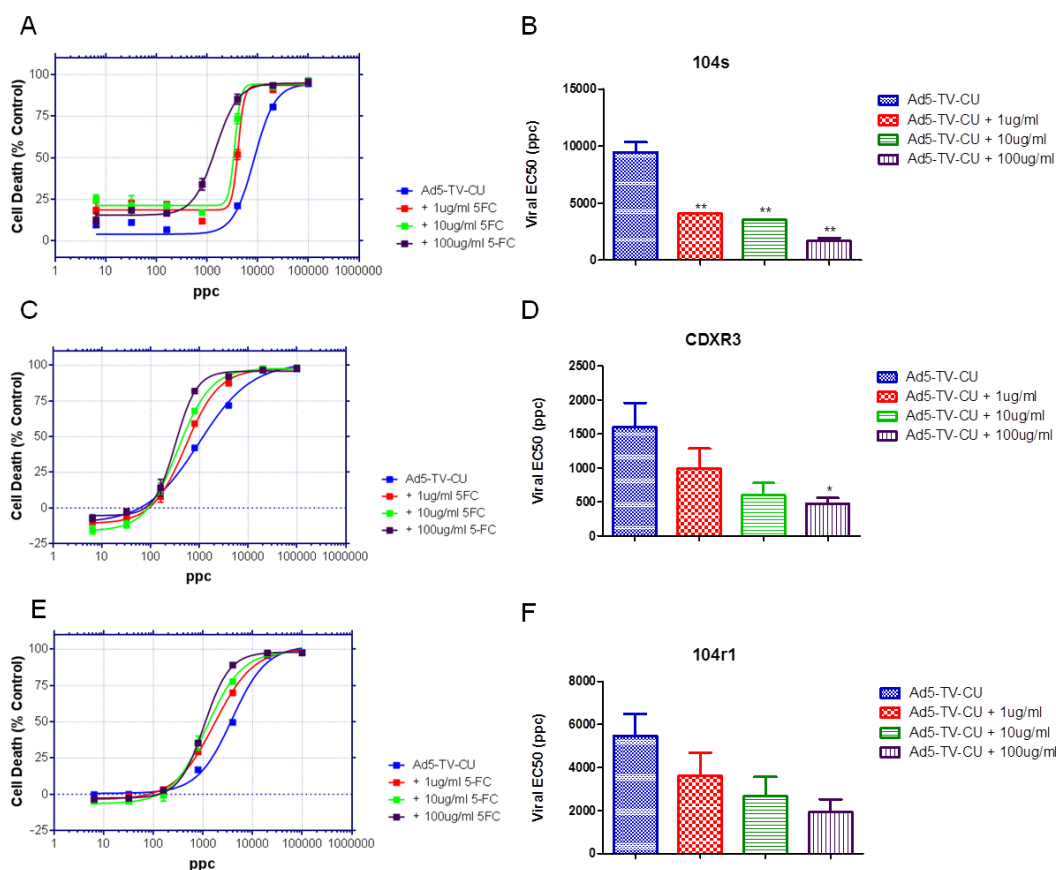 A
Cell Death (% Control)
100
75
50
25
0
1 10 100 1000 10000 100000 1000000
ppc
Ad5-TV-CU
+ 1ug/ml 5FC
+ 10ug/ml 5FC
+ 100ug/ml 5-FC
B
104s
Viral EC50 (ppc)
15000
10000
5000
0
**
**
**
Ad5-TV-CU
Ad5-TV-CU + 1ug/ml
Ad5-TV-CU + 10ug/ml
Ad5-TV-CU + 100ug/ml
C
Cell Death (% Control)
100
75
50
25
0
-25
1 10 100 1000 10000 100000 1000000
ppc
Ad5-TV-CU
+ 1ug/ml 5FC
+ 10ug/ml 5FC
+ 100ug/ml 5-FC
D
CDXR3
Viral EC50 (ppc)
2500
2000
1500
1000
500
0
*
Ad5-TV-CU
Ad5-TV-CU + 1ug/ml
Ad5-TV-CU + 10ug/ml
Ad5-TV-CU + 100ug/ml
E
Cell Death (% Control)
100
75
50
25
0
-25
1 10 100 1000 10000 100000 1000000
ppc
Ad5-TV-CU
+ 1ug/ml 5-FC
+ 10ug/ml 5-FC
+ 100ug/ml 5FC
F
104r1
Viral EC50 (ppc)
8000
6000
4000
2000
0
Ad5-TV-CU
Ad5-TV-CU + 1ug/ml
Ad5-TV-CU + 10ug/ml
Ad5-TV-CU + 100ug/ml